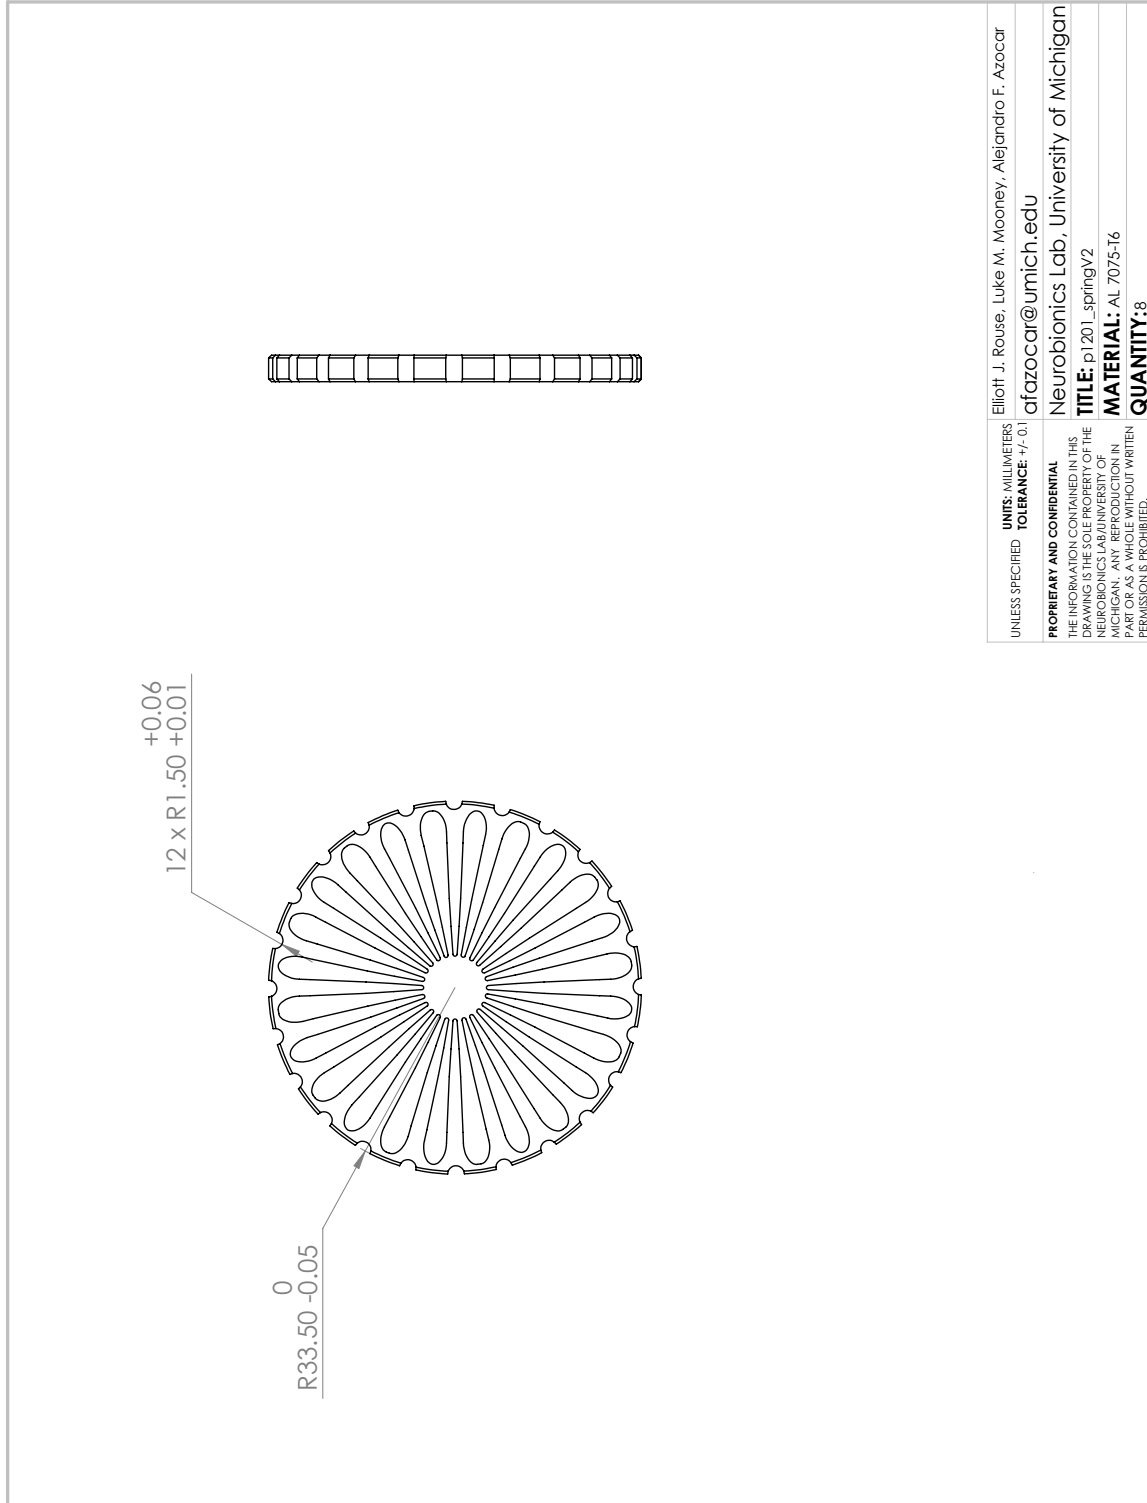 +0.06
12 x R1.50 +0.01
0
R33.50 -0.05
UNLESS SPECIFIED
UNITS: MILLIMETERS
TOLERANCE: +/- 0.1
PROPRIETARY AND CONFIDENTIAL
THE INFORMATION CONTAINED IN THIS
DRAWING IS THE SOLE PROPERTY OF THE
NEUROBIONICS LAB/UNIVERSITY OF
MICHIGAN. ANY REPRODUCTION IN
PART OR AS A WHOLE WITHOUT WRITTEN
PERMISSION IS PROHIBITED.
Elliott J. Rouse, Luke M. Mooney, Alejandro F. Azocar
afazocar@umich.edu
Neurobionics Lab, University of Michigan
TITLE: p1201_springV2
MATERIAL: AL 7075-T6
QUANTITY:8